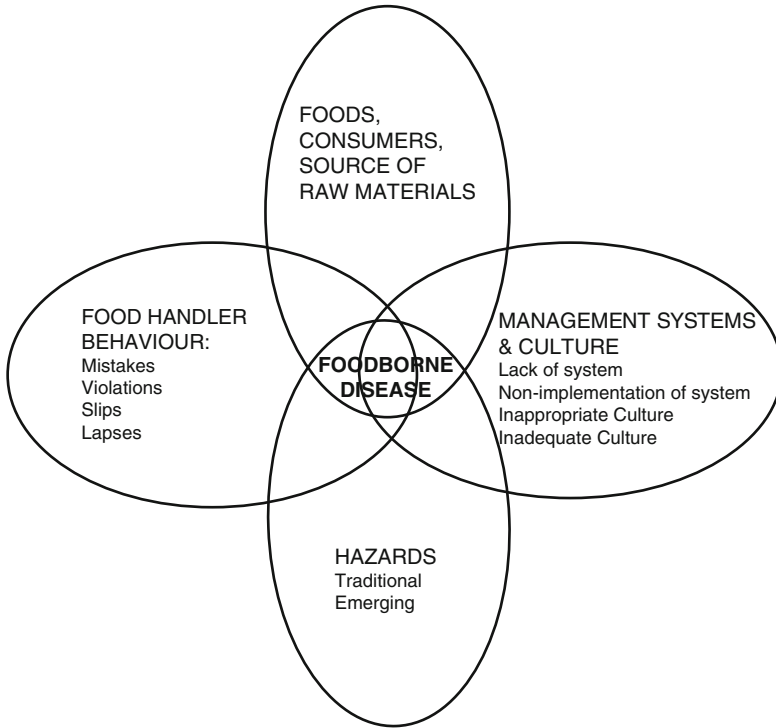 FOODS,
CONSUMERS,
SOURCE OF
RAW MATERIALS
FOOD HANDLER
BEHAVIOUR:
Mistakes
Violations
Slips
Lapses
FOODBORNE
DISEASE
MANAGEMENT SYSTEMS
& CULTURE
Lack of system
Non-implementation of system
Inappropriate Culture
Inadequate Culture
HAZARDS
Traditional
Emerging